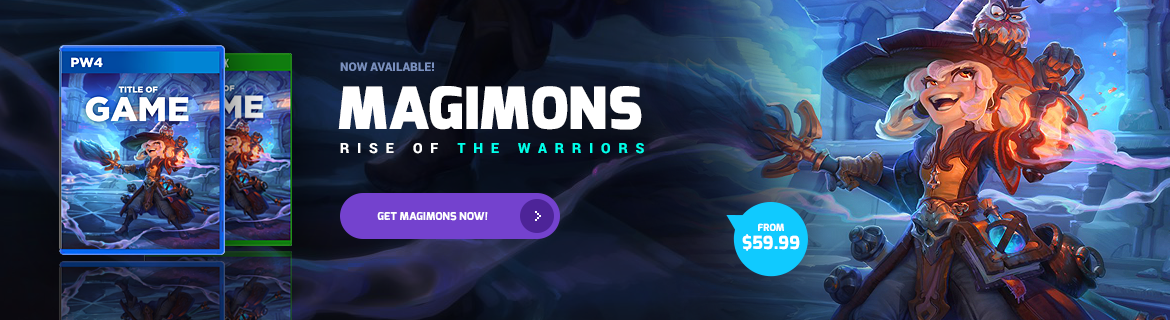 PW4
TITLE OF
GAME
NOW AVAILABLE!
MAGIMONS
RISE OF THE WARRIORS
GET MAGIMONS NOW!
FROM
$59.99